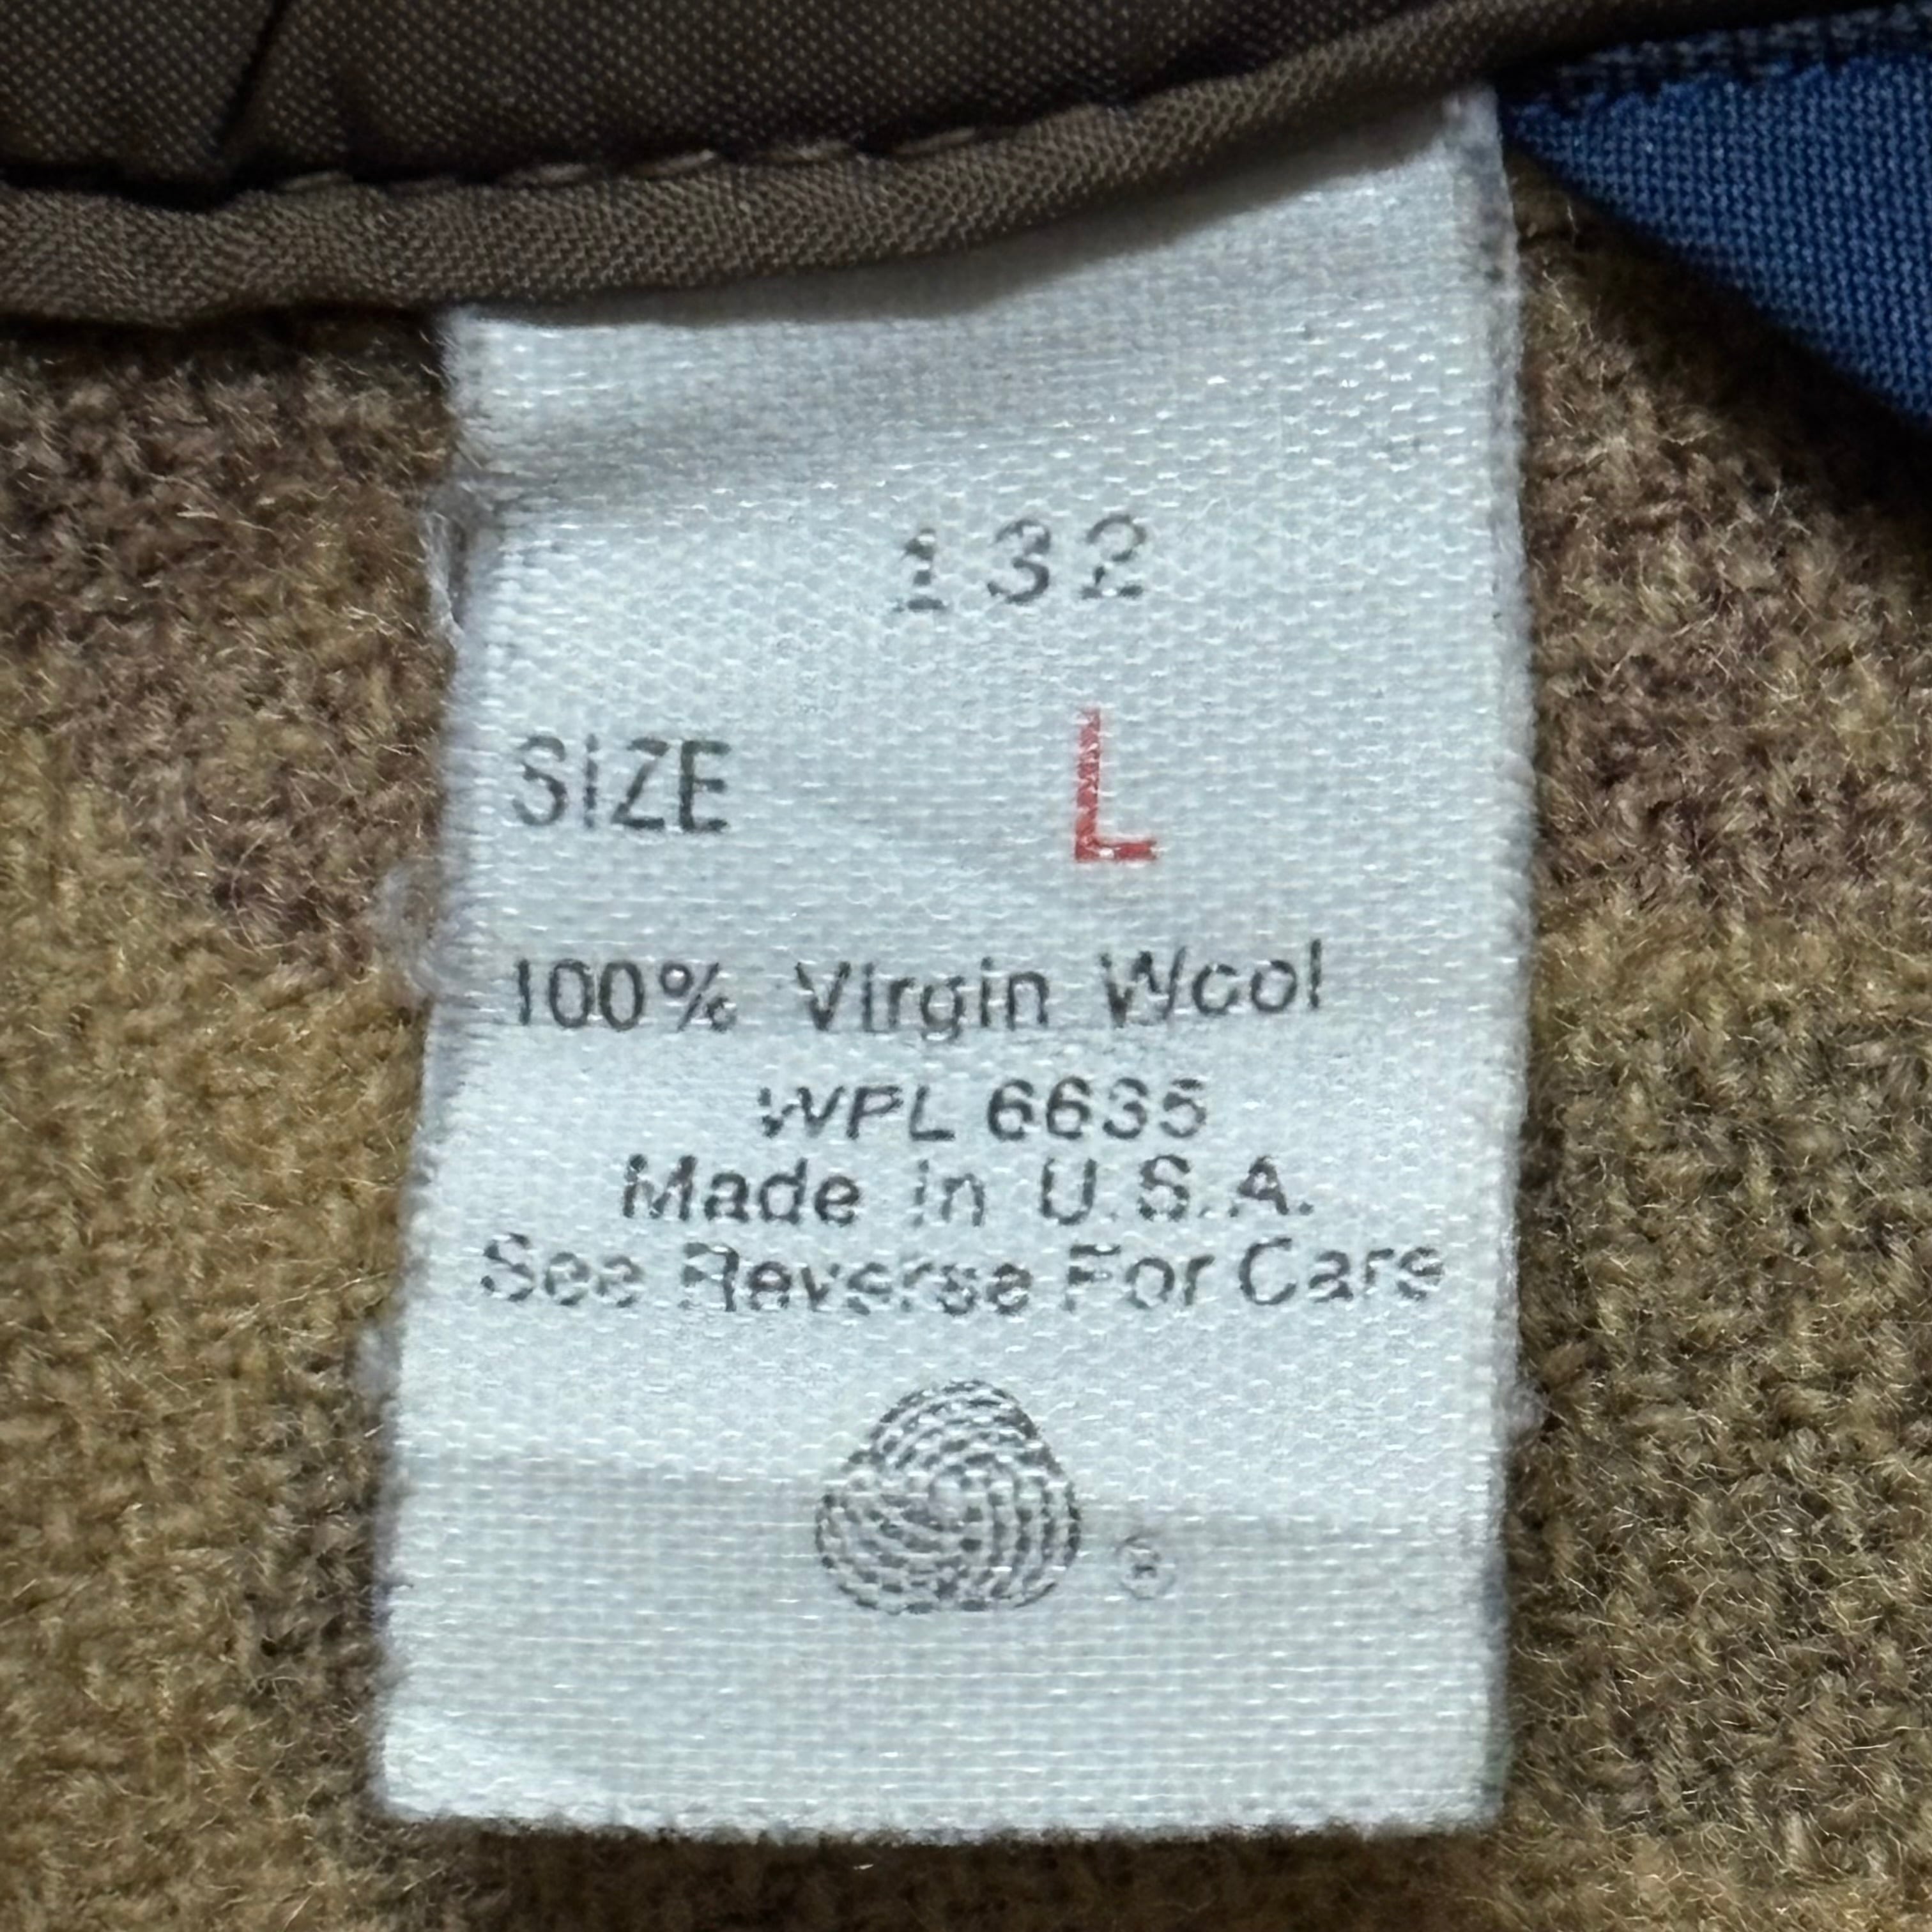 132
SIZE L
100% Virgin Wool
WPL 6635
Made in U.S.A.
See Reverse For Care
®